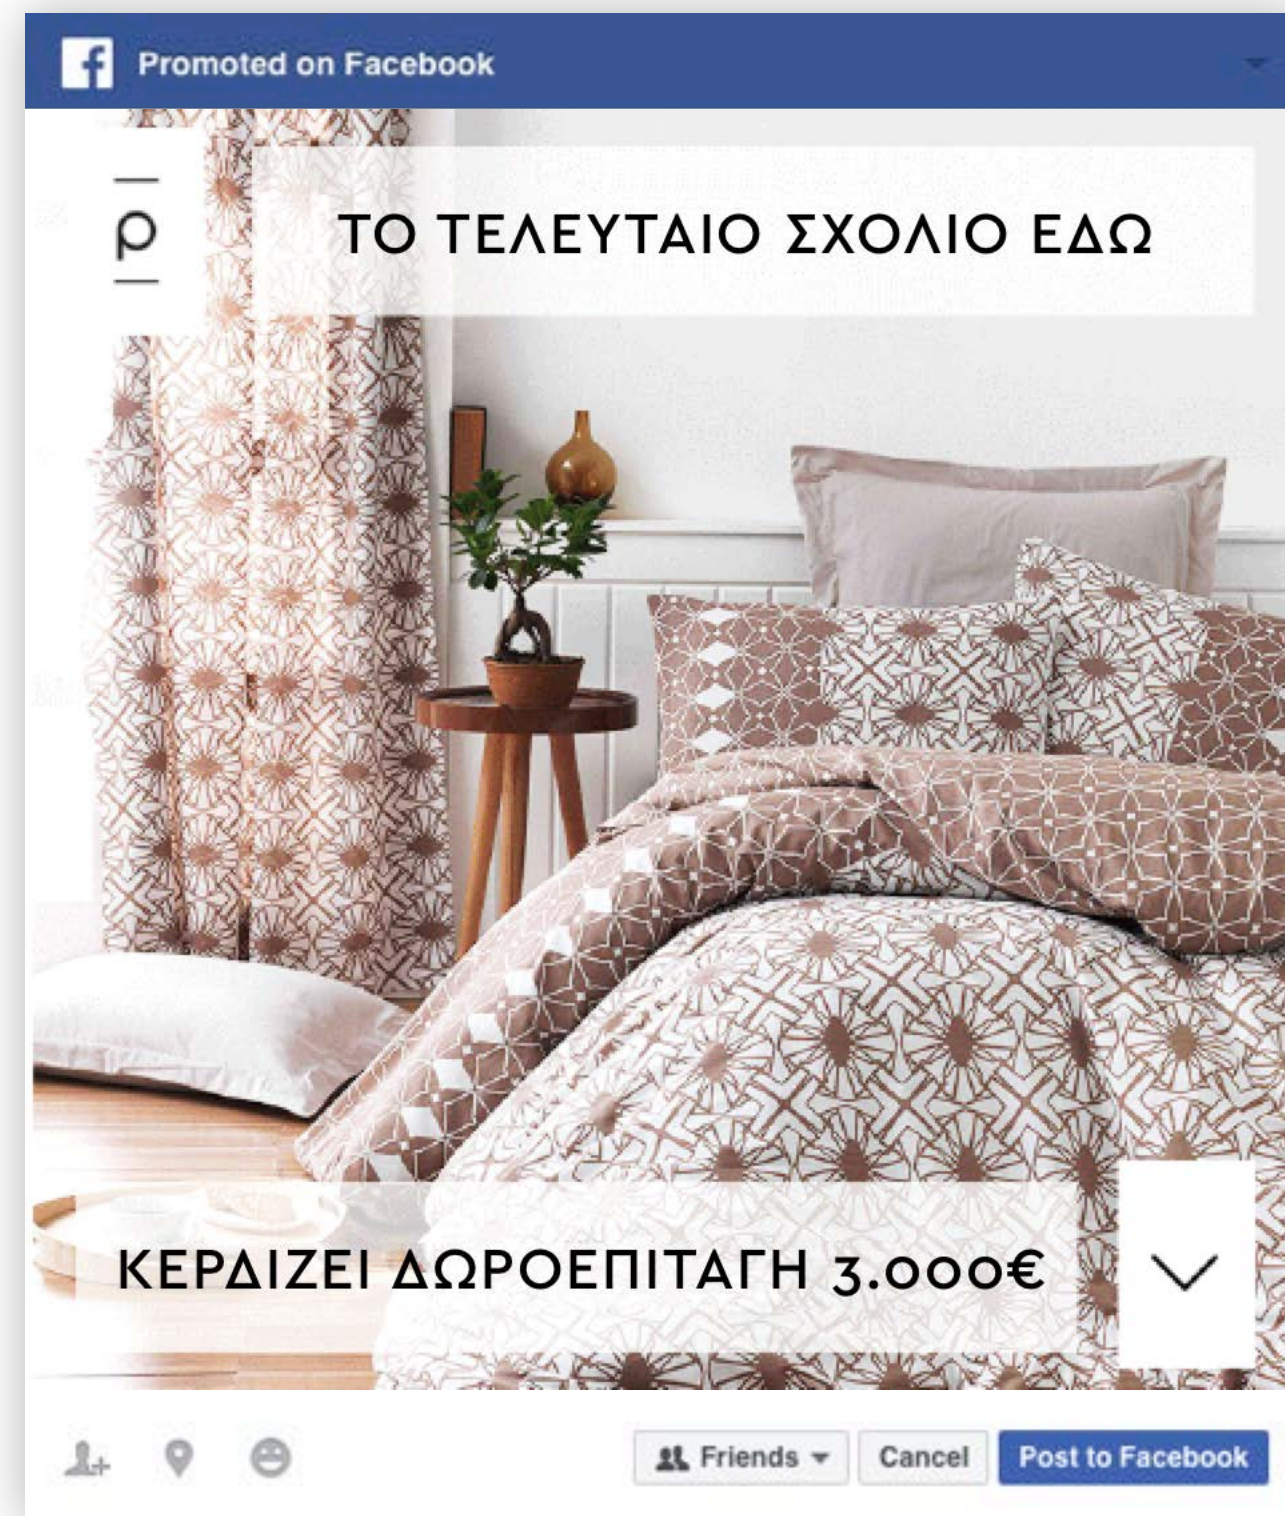 f Promoted on Facebook
ρ
ΤΟ ΤΕΛΕΥΤΑΙΟ ΣΧΟΛΙΟ ΕΔΩ
ΚΕΡΔΙΖΕΙ ΔΩΡΟΕΠΙΤΑΓΗ 3.000€
Friends Cancel Post to Facebook